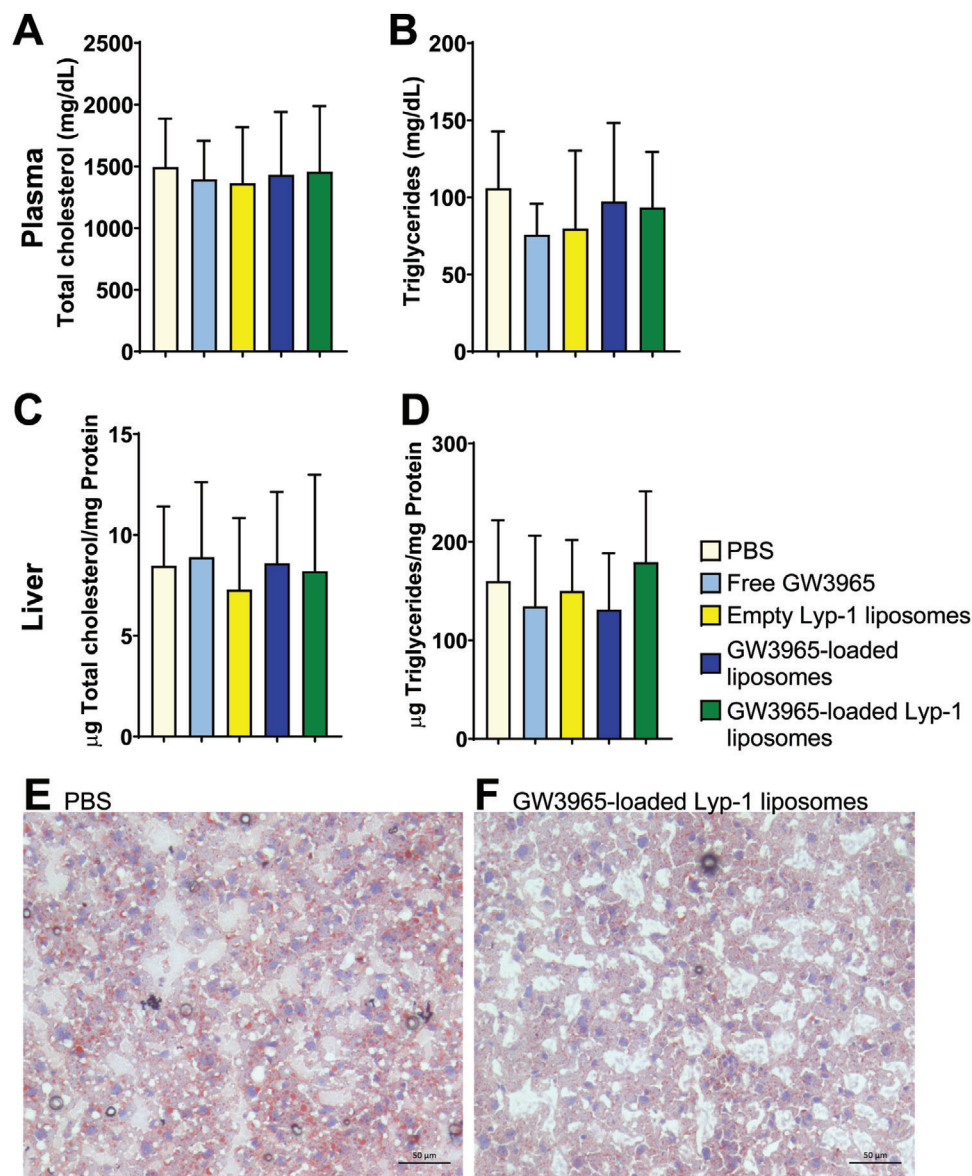 A
B
Plasma
Total cholesterol (mg/dL)
2500
2000
1500
1000
500
0
Triglycerides (mg/dL)
200
150
100
50
0
C
D
Liver
µg Total cholesterol/mg Protein
15
10
5
0
µg Triglycerides/mg Protein
300
200
100
0
PBS
Free GW3965
Empty Lyp-1 liposomes
GW3965-loaded
liposomes
GW3965-loaded Lyp-1
liposomes
E PBS
F GW3965-loaded Lyp-1 liposomes
50 µm
50 µm